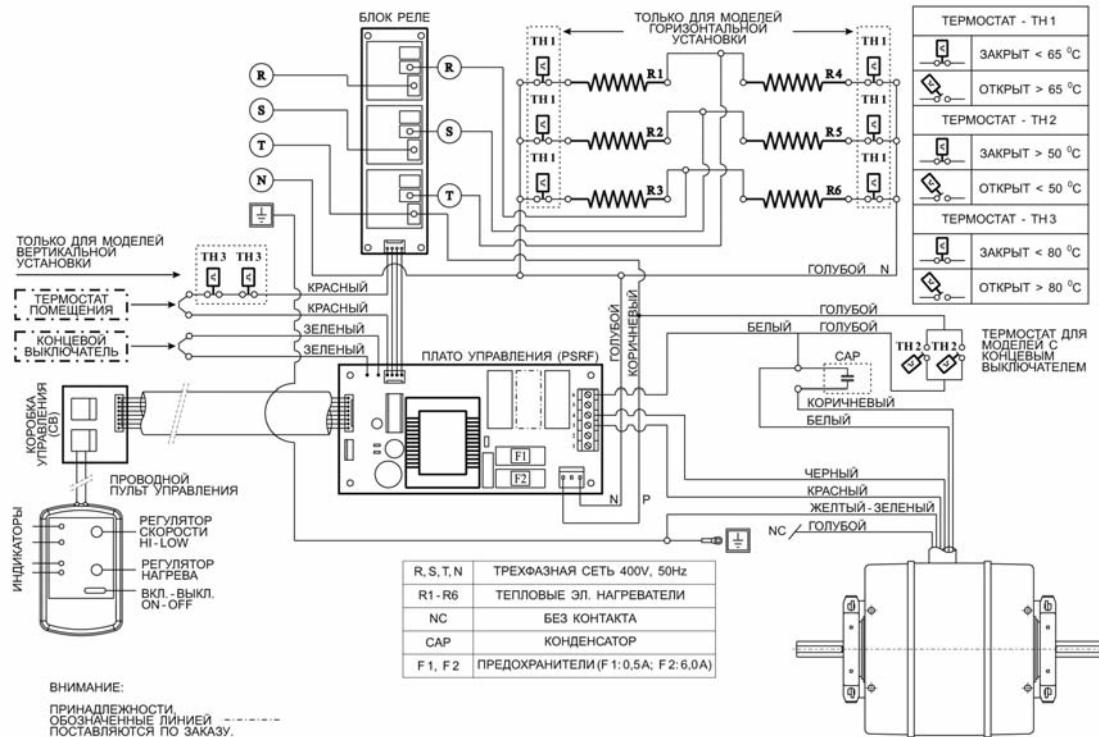 БЛОК РЕЛЕ
ТОЛЬКО ДЛЯ МОДЕЛЕЙ
ГОРИЗОНТАЛЬНОЙ
УСТАНОВКИ
TH 1
TH 1
R
R
R1
R4
S
TH 1
TH 1
S
R2
R5
T
TH 1
TH 1
N
T
R3
R6
ТЕРМОСТАТ - TH 1
ЗАКРЫТ < 65 °C
ОТКРЫТ > 65 °C
ТЕРМОСТАТ - TH 2
ЗАКРЫТ > 50 °C
ОТКРЫТ < 50 °C
ТЕРМОСТАТ - TH 3
ЗАКРЫТ < 80 °C
ОТКРЫТ > 80 °C
ТОЛЬКО ДЛЯ МОДЕЛЕЙ
ВЕРТИКАЛЬНОЙ
УСТАНОВКИ
TH 3 TH 3
КРАСНЫЙ
КРАСНЫЙ
ЗЕЛЕНЫЙ
ЗЕЛЕНЫЙ
ТЕРМОСТАТ
ПОМЕЩЕНИЯ
КОНЦЕВОЙ
ВЫКЛЮЧАТЕЛЬ
ГОЛУБОЙ N
ГОЛУБОЙ
КОРИЧНЕВЫЙ
ГОЛУБОЙ
БЕЛЫЙ
ГОЛУБОЙ
TH 2 TH 2
ТЕРМОСТАТ ДЛЯ
МОДЕЛЕЙ С
КОНЦЕВЫМ
ВЫКЛЮЧАТЕЛЕМ
CAP
КОРИЧНЕВЫЙ
БЕЛЫЙ
ПЛАТО УПРАВЛЕНИЯ (PSRF)
F1
F2
N
P
КОРОБКА
УПРАВЛЕНИЯ
(CB)
ПРОВОДНОЙ
ПУЛЬТ УПРАВЛЕНИЯ
ЧЕРНЫЙ
КРАСНЫЙ
ЖЕЛТЫЙ - ЗЕЛЕНЫЙ
NC
ГОЛУБОЙ
ИНДИКАТОРЫ
РЕГУЛЯТОР
СКОРОСТИ
HI - LOW
РЕГУЛЯТОР
НАГРЕВА
ВКЛ. - ВЫКЛ.
ON - OFF
R, S, T, N ТРЕХФАЗНАЯ СЕТЬ 400V, 50Hz
R1 - R6 ТЕПЛОВЫЕ ЭЛ. НАГРЕВАТЕЛИ
NC БЕЗ КОНТАКТА
CAP КОНДЕНСАТОР
F 1, F 2 ПРЕДОХРАНИТЕЛИ (F 1: 0,5A; F 2: 6,0A)
ВНИМАНИЕ:
ПРИНАДЛЕЖНОСТИ,
ОБОЗНАЧЕННЫЕ ЛИНИЕЙ
ПОСТАВЛЯЮТСЯ ПО ЗАКАЗУ.